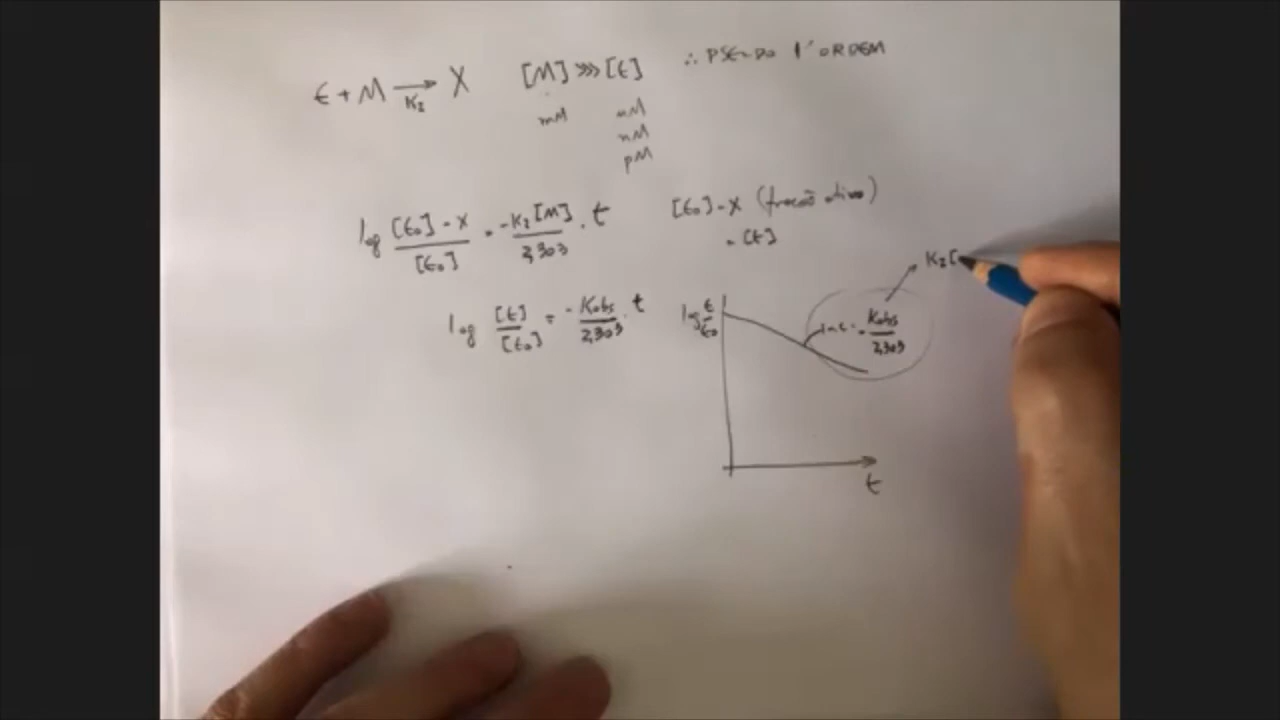 E + M → X [M] >>> [E] ∴ PSEUDO 1ª ORDEM
K₂
mM uM
nM
pM
log [E₀] - X / [E₀] = -K₂[M] / 2,303 . t
[E₀] - X (fração ativa)
= [E]
log [E] / [E₀] = -Kobs / 2,303 . t
log E / E₀
inc. = - Kobs / 2,303
K₂[
t